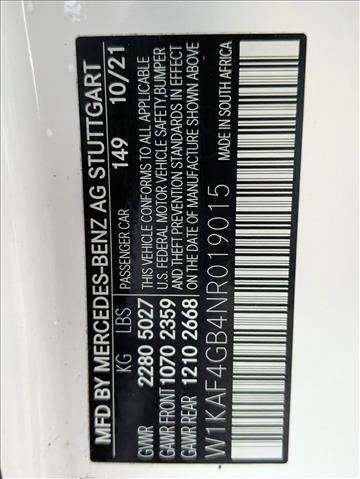 MFD BY MERCEDES-BENZ AG STUTTGART
KG LBS PASSENGER CAR 149 10/21
GVWR 2280 5027 THIS VEHICLE CONFORMS TO ALL APPLICABLE
U.S. FEDERAL MOTOR VEHICLE SAFETY, BUMPER
GAWR FRONT 1070 2359 AND THEFT PREVENTION STANDARDS IN EFFECT
GAWR REAR 1210 2668 ON THE DATE OF MANUFACTURE SHOWN ABOVE
W1KAF4GB4NR019015 MADE IN SOUTH AFRICA